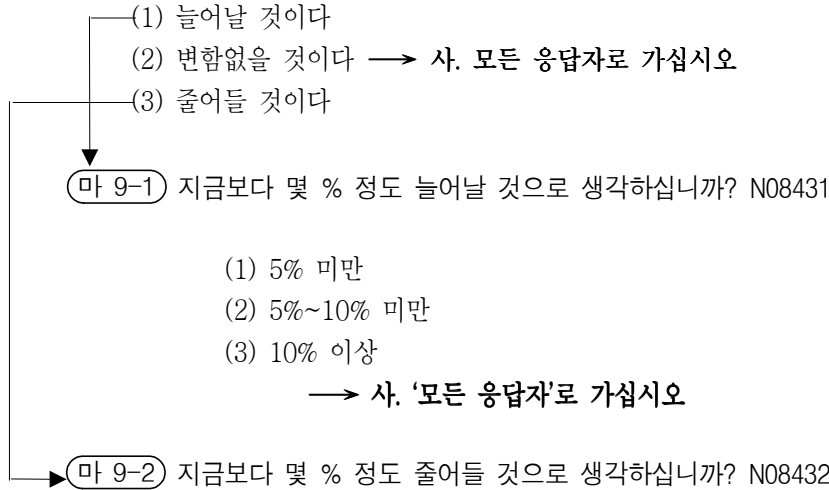 (1) 늘어날 것이다
(2) 변함없을 것이다 ⟶ 사. 모든 응답자로 가십시오
(3) 줄어들 것이다
마 9-1 지금보다 몇 % 정도 늘어날 것으로 생각하십니까? N08431
(1) 5% 미만
(2) 5%~10% 미만
(3) 10% 이상
⟶ 사. ‘모든 응답자’로 가십시오
마 9-2 지금보다 몇 % 정도 줄어들 것으로 생각하십니까? N08432